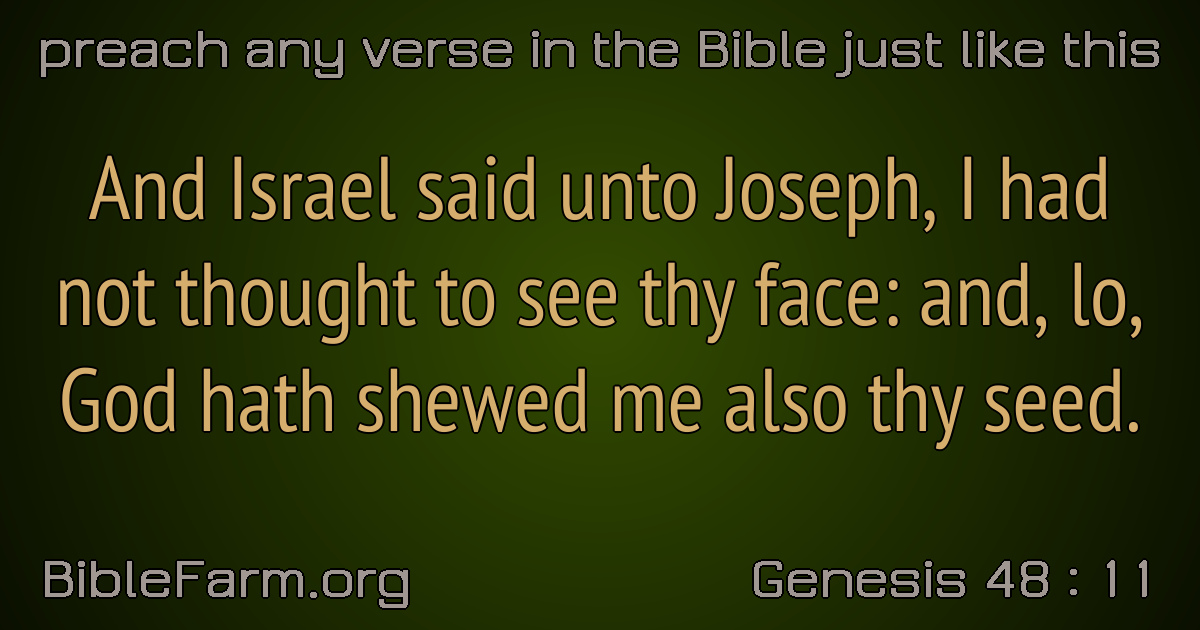 preach any verse in the Bible just like this
And Israel said unto Joseph, I had
not thought to see thy face: and, lo,
God hath shewed me also thy seed.
BibleFarm.org
Genesis 48 : 11